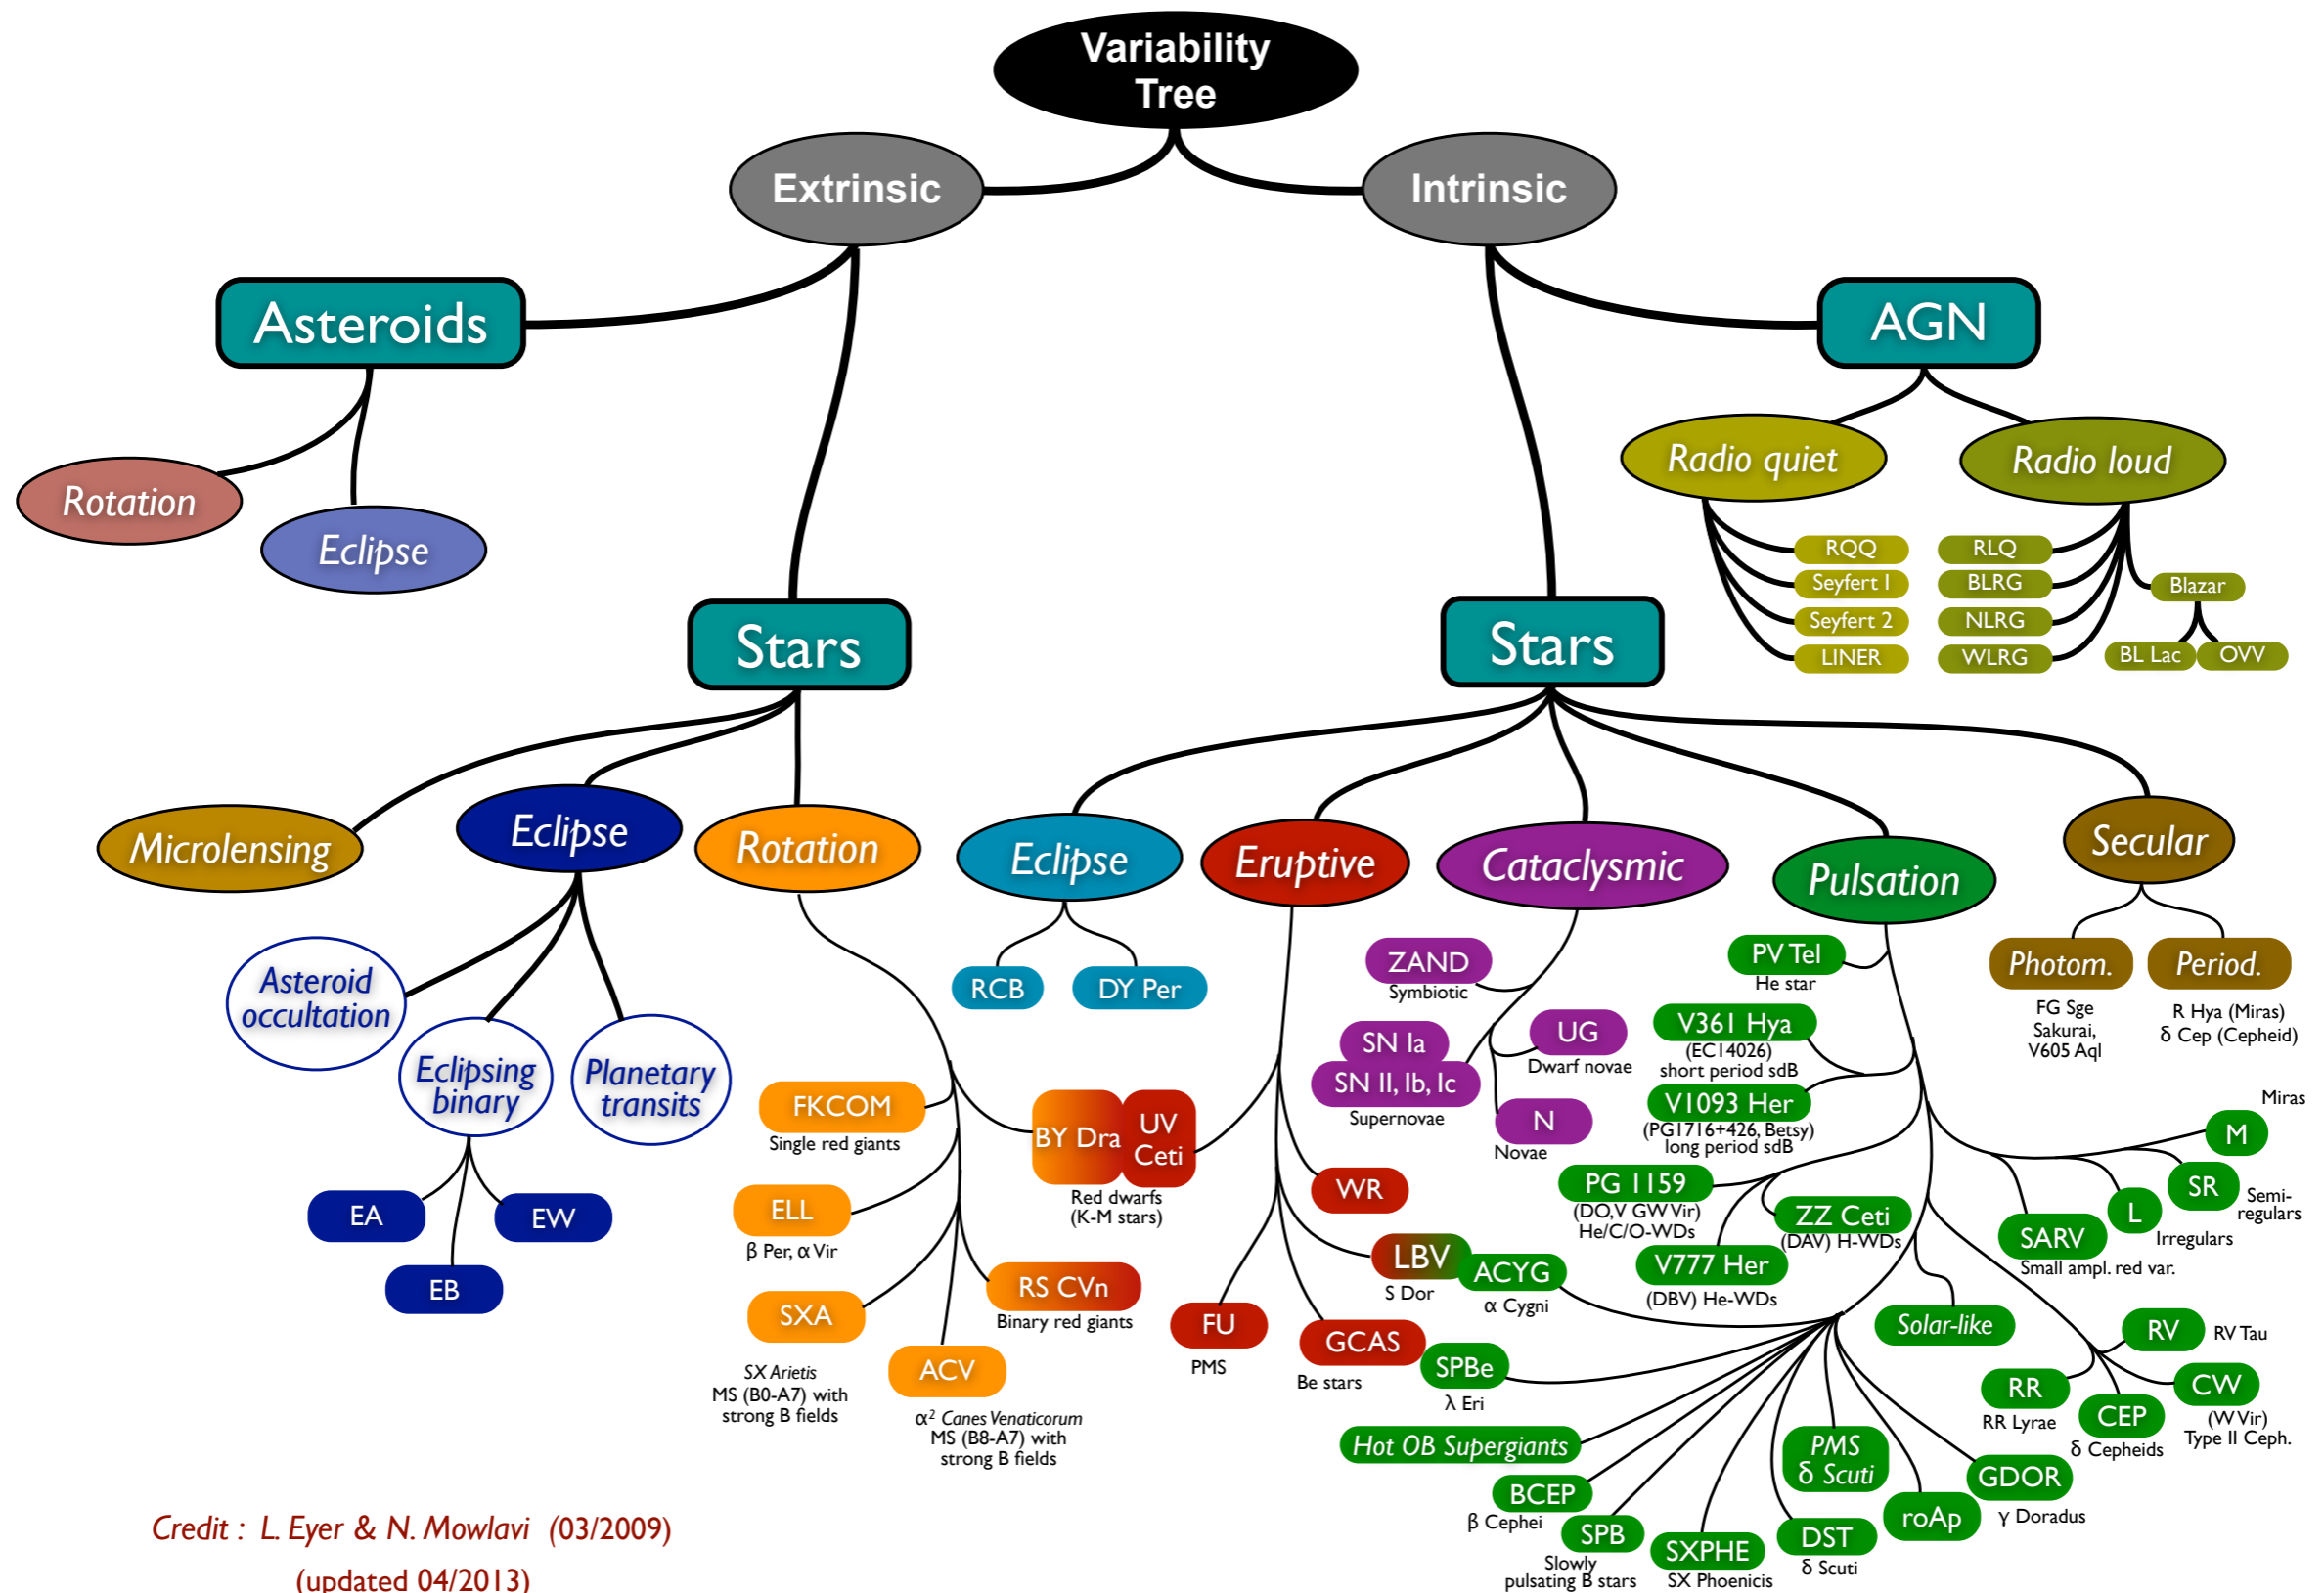 Variability
Tree
Extrinsic
Intrinsic
Asteroids
AGN
Rotation
Eclipse
Radio quiet
Radio loud
RQQ
Seyfert 1
Seyfert 2
LINER
RLQ
BLRG
NLRG
WLRG
Blazar
BL Lac
OVV
Stars
Stars
Microlensing
Eclipse
Rotation
Eclipse
Eruptive
Cataclysmic
Pulsation
Secular
Asteroid
occultation
Eclipsing
binary
Planetary
transits
EA
EB
EW
FKCOM
Single red giants
ELL
β Per, α Vir
SXA
SX Arietis
MS (B0-A7) with
strong B fields
ACV
α² Canes Venaticorum
MS (B8-A7) with
strong B fields
RS CVn
Binary red giants
BY Dra
UV
Ceti
Red dwarfs
(K-M stars)
RCB
DY Per
WR
LBV
S Dor
FU
PMS
GCAS
Be stars
ZAND
Symbiotic
SN Ia
SN II, Ib, Ic
Supernovae
UG
Dwarf novae
N
Novae
PV Tel
He star
V361 Hya
(EC14026)
short period sdB
V1093 Her
(PG1716+426, Betsy)
long period sdB
PG 1159
(DO,V GW Vir)
He/C/O-WDs
ZZ Ceti
(DAV) H-WDs
V777 Her
(DBV) He-WDs
ACYG
α Cygni
SPBe
λ Eri
Hot OB Supergiants
BCEP
β Cephei
SPB
Slowly
pulsating B stars
SXPHE
SX Phoenicis
DST
δ Scuti
PMS
δ Scuti
roAp
GDOR
γ Doradus
Solar-like
Miras
M
SR
Semi-
regulars
L
Irregulars
SARV
Small ampl. red var.
RV
RV Tau
RR
RR Lyrae
CEP
δ Cepheids
CW
(W Vir)
Type II Ceph.
Photom.
FG Sge
Sakurai,
V605 Aql
Period.
R Hya (Miras)
δ Cep (Cepheid)
Credit : L. Eyer & N. Mowlavi (03/2009)
(updated 04/2013)